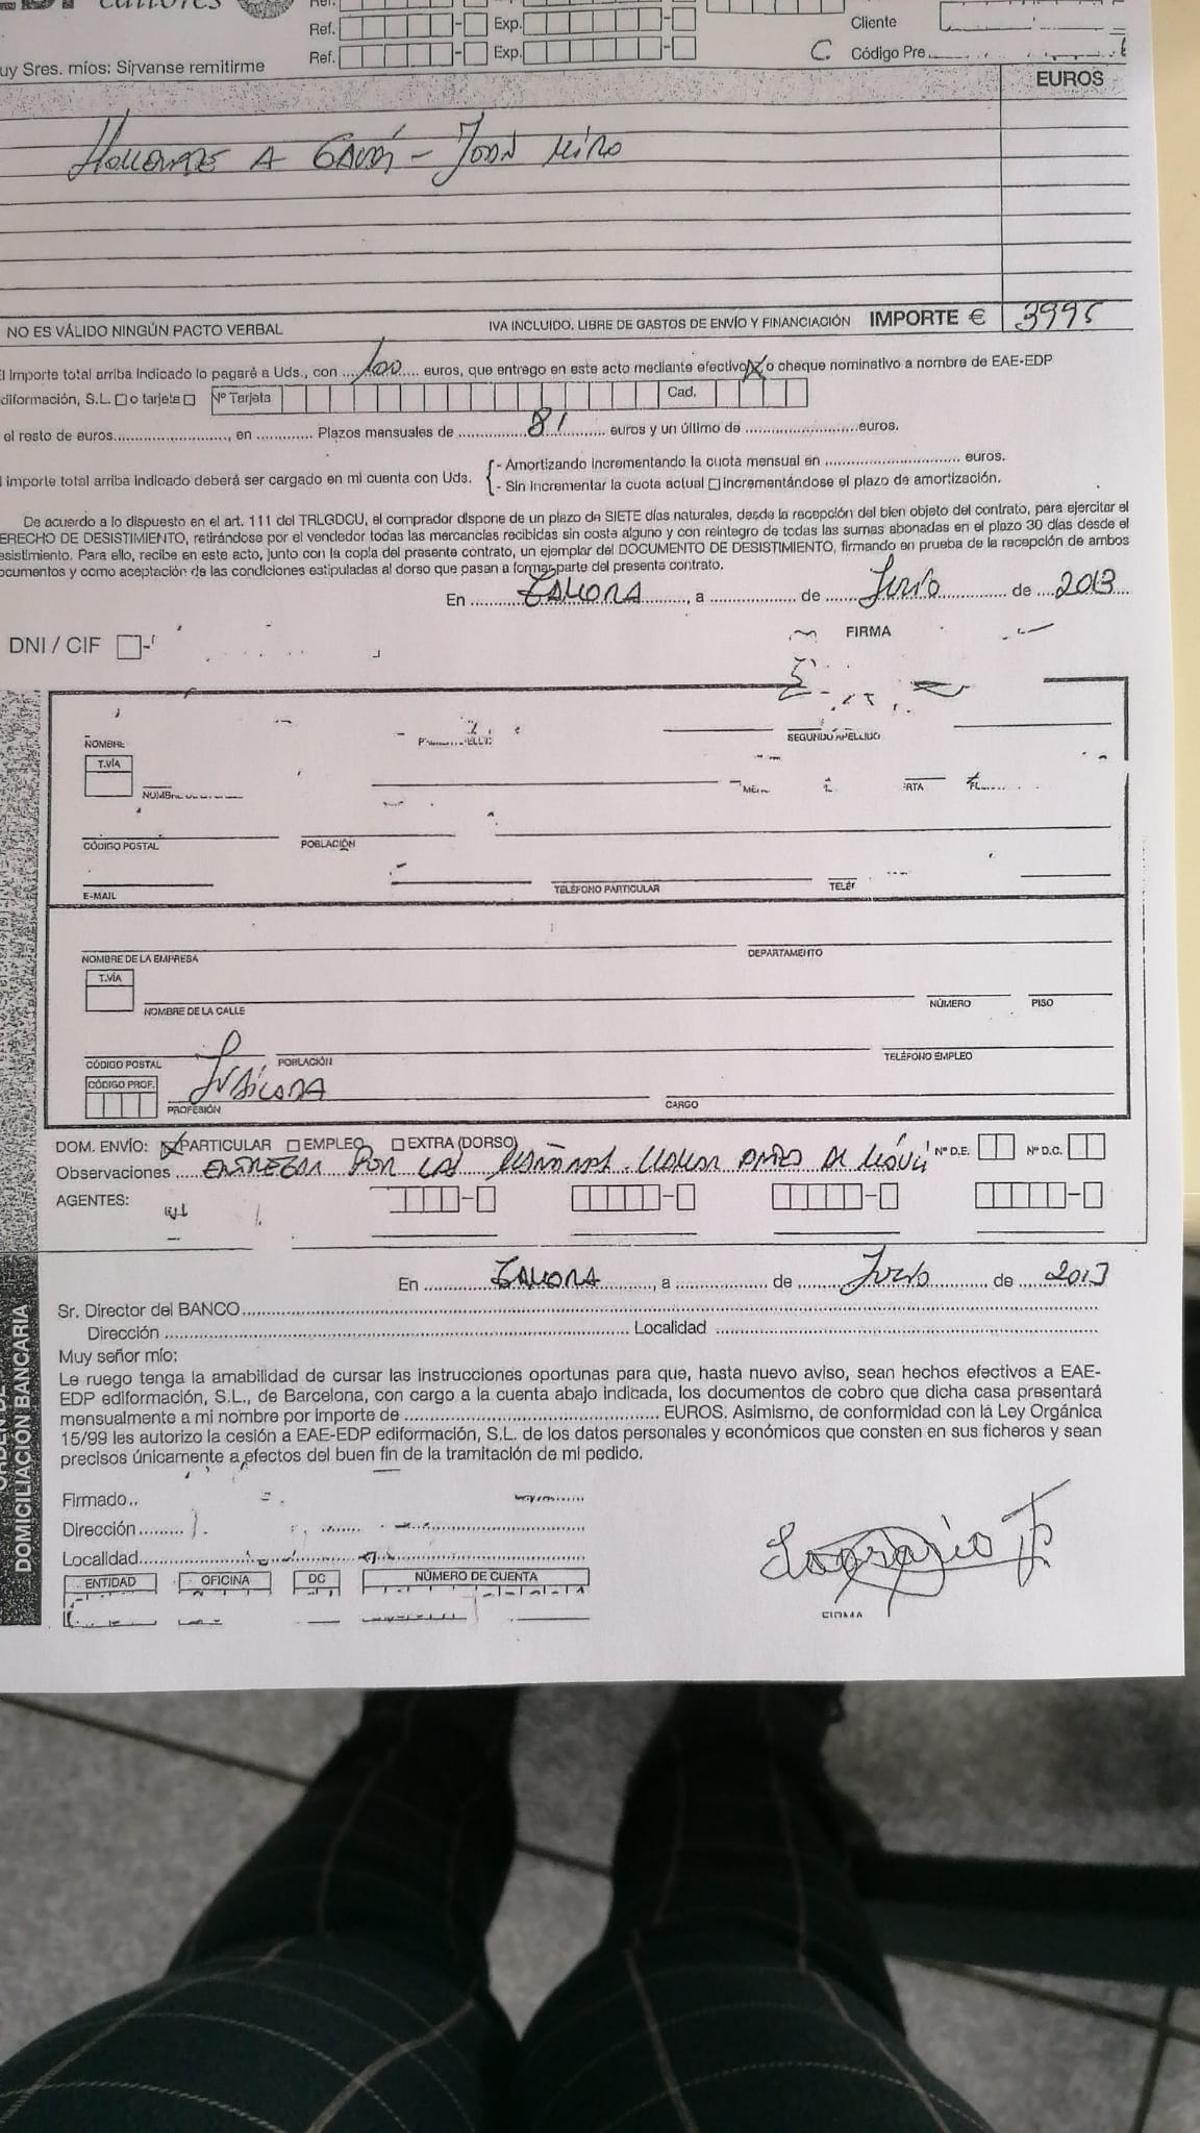 Ref. Exp.
Ref. Exp.
Cliente
C. Código Pre
uy Sres. míos: Sírvanse remitirme
EUROS
A GAUDÍ - JOAN MIRO
NO ES VÁLIDO NINGÚN PACTO VERBAL
IVA INCLUIDO. LIBRE DE GASTOS DE ENVÍO Y FINANCIACIÓN IMPORTE € 3995
El Importe total arriba indicado lo pagaré a Uds., con .... 100 .... euros, que entrego en este acto mediante efectivo X o cheque nominativo a nombre de EAE-EDP
diformación, S.L. □ o tarjeta □ Nº Tarjeta Cad.
el resto de euros............................, en ............. Plazos mensuales de ............ 81 ......... euros y un último de ......................euros.
l importe total arriba indicado deberá ser cargado en mi cuenta con Uds.
- Amortizando incrementando la cuota mensual en .......................... euros.
- Sin incrementar la cuota actual □ incrementándose el plazo de amortización.
De acuerdo a lo dispuesto en el art. 111 del TRLGDCU, el comprador dispone de un plazo de SIETE días naturales, desde la recepción del bien objeto del contrato, para ejercitar el
ERECHO DE DESISTIMIENTO, retirándose por el vendedor todas las mercancías recibidas sin coste alguno y con reintegro de todas las sumas abonadas en el plazo 30 días desde el
esistimiento. Para ello, recibe en este acto, junto con la copla del presente contrato, un ejemplar del DOCUMENTO DE DESISTIMIENTO, firmando en prueba de la recepción de ambos
ocumentos y como aceptación de las condiciones estipuladas al dorso que pasan a formar parte del presente contrato.
En ........ ZAMORA ........, a ................ de ...... Junio ............ de .... 2013 ...
DNI / CIF □-
FIRMA
NOMBRE
SEGUNDO APELLIDO
T.VÍA
CÓDIGO POSTAL POBLACIÓN
E-MAIL TELÉFONO PARTICULAR
NOMBRE DE LA EMPRESA DEPARTAMENTO
T.VÍA
NOMBRE DE LA CALLE NÚMERO PISO
CÓDIGO POSTAL POBLACIÓN TELÉFONO EMPLEO
CÓDIGO PROF. JUBILADA
PROFESIÓN CARGO
DOM. ENVÍO: X PARTICULAR □ EMPLEO □ EXTRA (DORSO)
Observaciones .... ENTREGAR POR LAS MAÑANAS. LLAMAR ANTES AL MÓVIL Nº D.E. Nº D.C.
AGENTES:
En ........ ZAMORA ........, a ................ de ...... Junio ........ de .... 2013
Sr. Director del BANCO
Dirección ............ Localidad ............
Muy señor mío:
Le ruego tenga la amabilidad de cursar las instrucciones oportunas para que, hasta nuevo aviso, sean hechos efectivos a EAE-
EDP ediformación, S.L., de Barcelona, con cargo a la cuenta abajo indicada, los documentos de cobro que dicha casa presentará
mensualmente a mi nombre por importe de ............................ EUROS. Asimismo, de conformidad con la Ley Orgánica
15/99 les autorizo la cesión a EAE-EDP ediformación, S.L. de los datos personales y económicos que consten en sus ficheros y sean
precisos únicamente a efectos del buen fin de la tramitación de mi pedido.
Firmado..
Dirección
Localidad
ENTIDAD OFICINA DC NÚMERO DE CUENTA
FIRMA
DOMICILIACIÓN BANCARIA